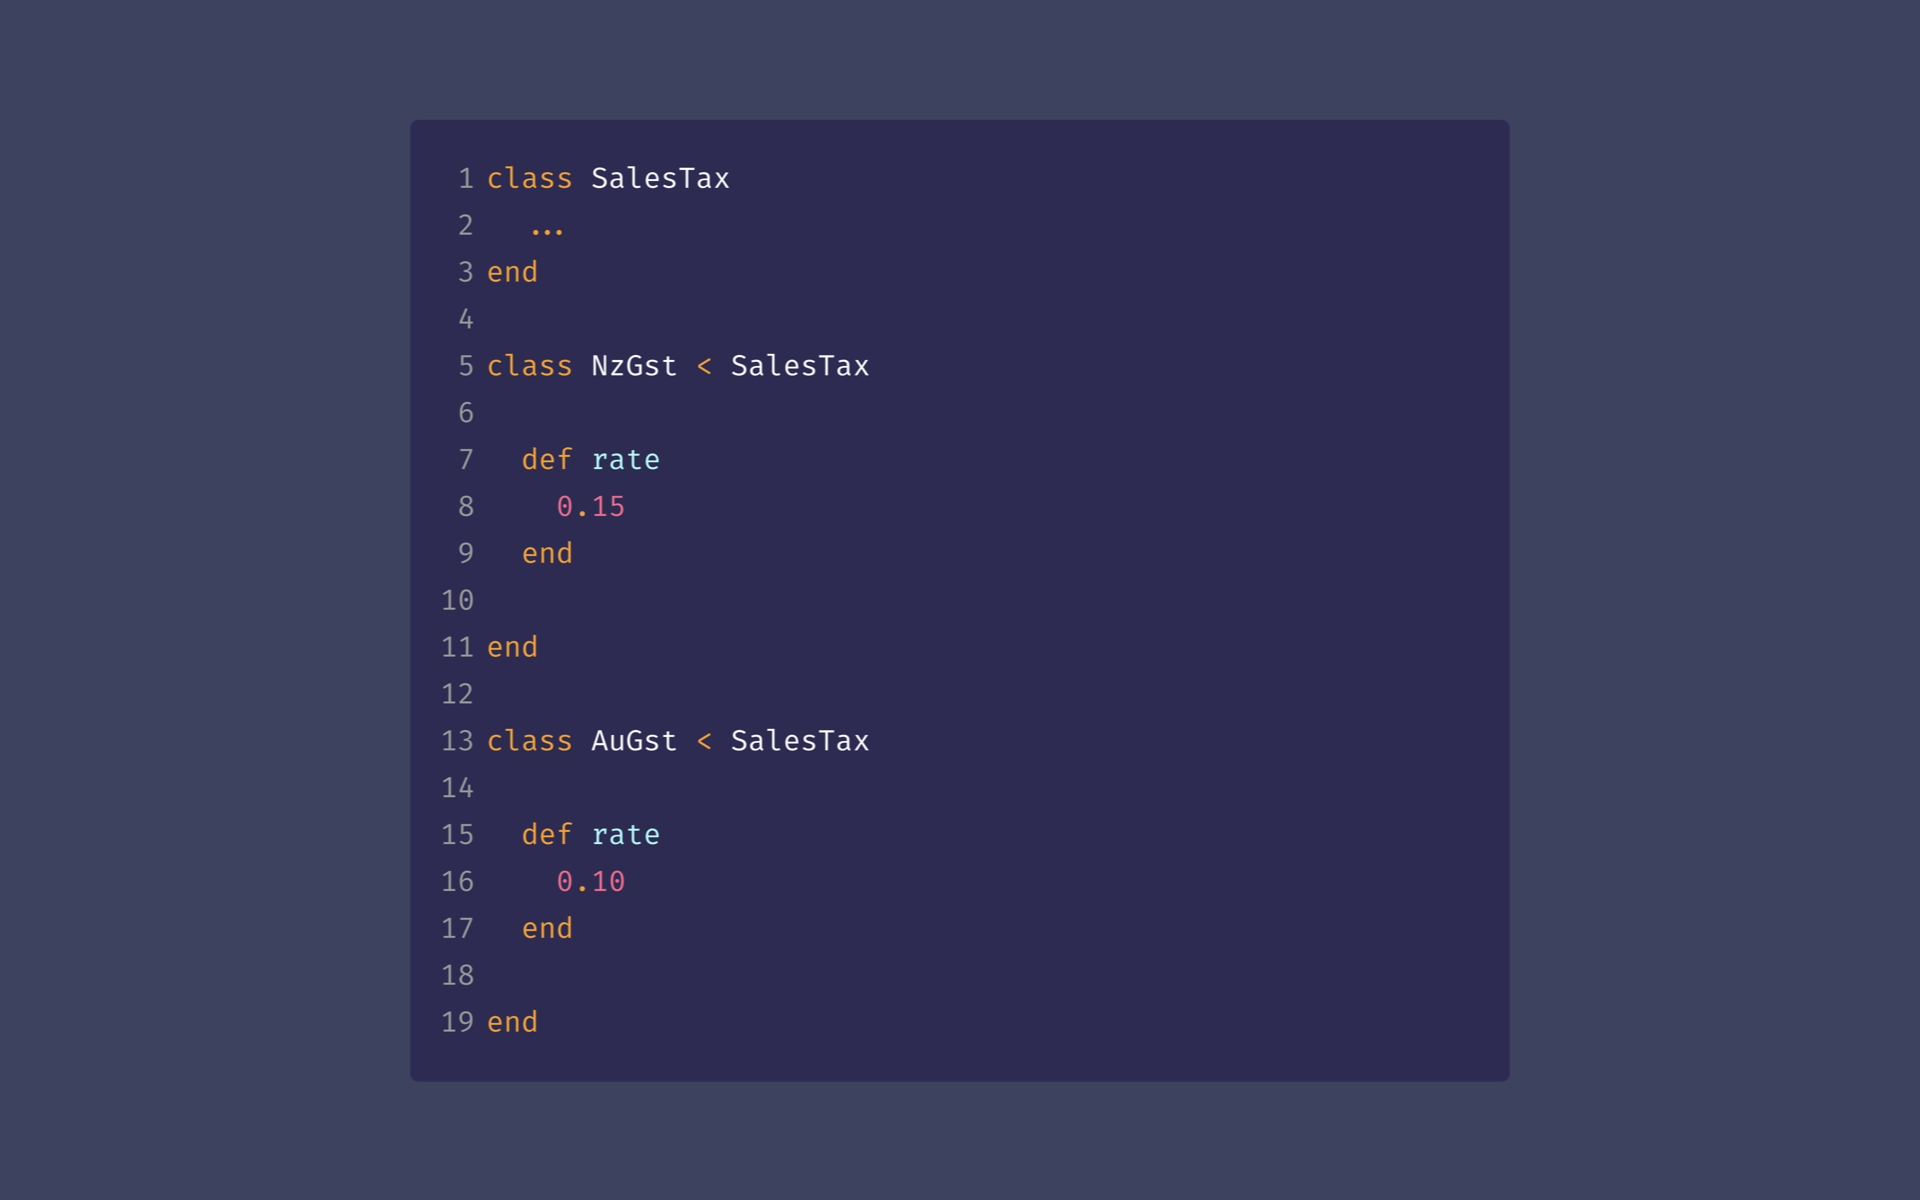 1 class SalesTax
2   ...
3 end
4
5 class NzGst < SalesTax
6
7   def rate
8     0.15
9   end
10
11 end
12
13 class AuGst < SalesTax
14
15   def rate
16     0.10
17   end
18
19 end